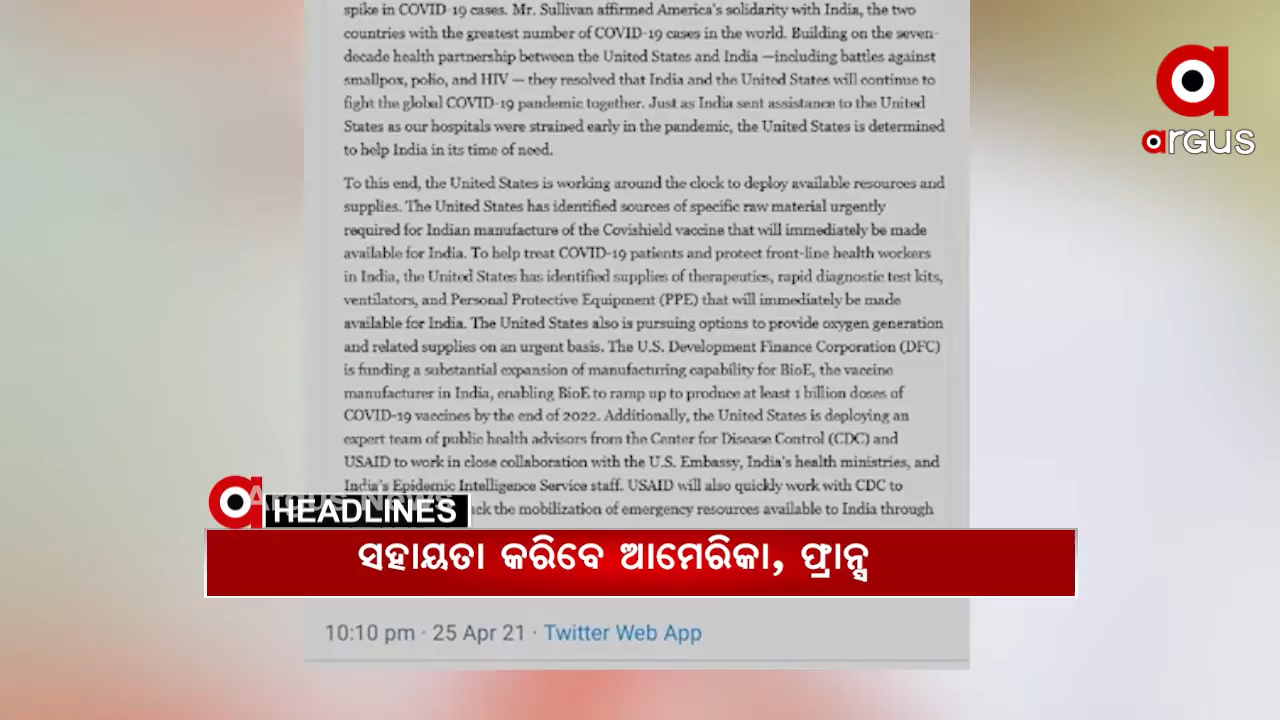 spike in COVID-19 cases. Mr. Sullivan affirmed America's solidarity with India, the two
countries with the greatest number of COVID-19 cases in the world. Building on the seven-
decade health partnership between the United States and India —including battles against
smallpox, polio, and HIV — they resolved that India and the United States will continue to
fight the global COVID-19 pandemic together. Just as India sent assistance to the United
States as our hospitals were strained early in the pandemic, the United States is determined
to help India in its time of need.
To this end, the United States is working around the clock to deploy available resources and
supplies. The United States has identified sources of specific raw material urgently
required for Indian manufacture of the Covishield vaccine that will immediately be made
available for India. To help treat COVID-19 patients and protect front-line health workers
in India, the United States has identified supplies of therapeutics, rapid diagnostic test kits,
ventilators, and Personal Protective Equipment (PPE) that will immediately be made
available for India. The United States also is pursuing options to provide oxygen generation
and related supplies on an urgent basis. The U.S. Development Finance Corporation (DFC)
is funding a substantial expansion of manufacturing capability for BioE, the vaccine
manufacturer in India, enabling BioE to ramp up to produce at least 1 billion doses of
COVID-19 vaccines by the end of 2022. Additionally, the United States is deploying an
expert team of public health advisors from the Center for Disease Control (CDC) and
USAID to work in close collaboration with the U.S. Embassy, India's health ministries, and
India's Epidemic Intelligence Service staff. USAID will also quickly work with CDC to
the mobilization of emergency resources available to India through
argus
Argus News
HEADLINES
ସହାୟତା କରିବେ ଆମେରିକା, ଫ୍ରାନ୍ସ
10:10 pm · 25 Apr 21 · Twitter Web App